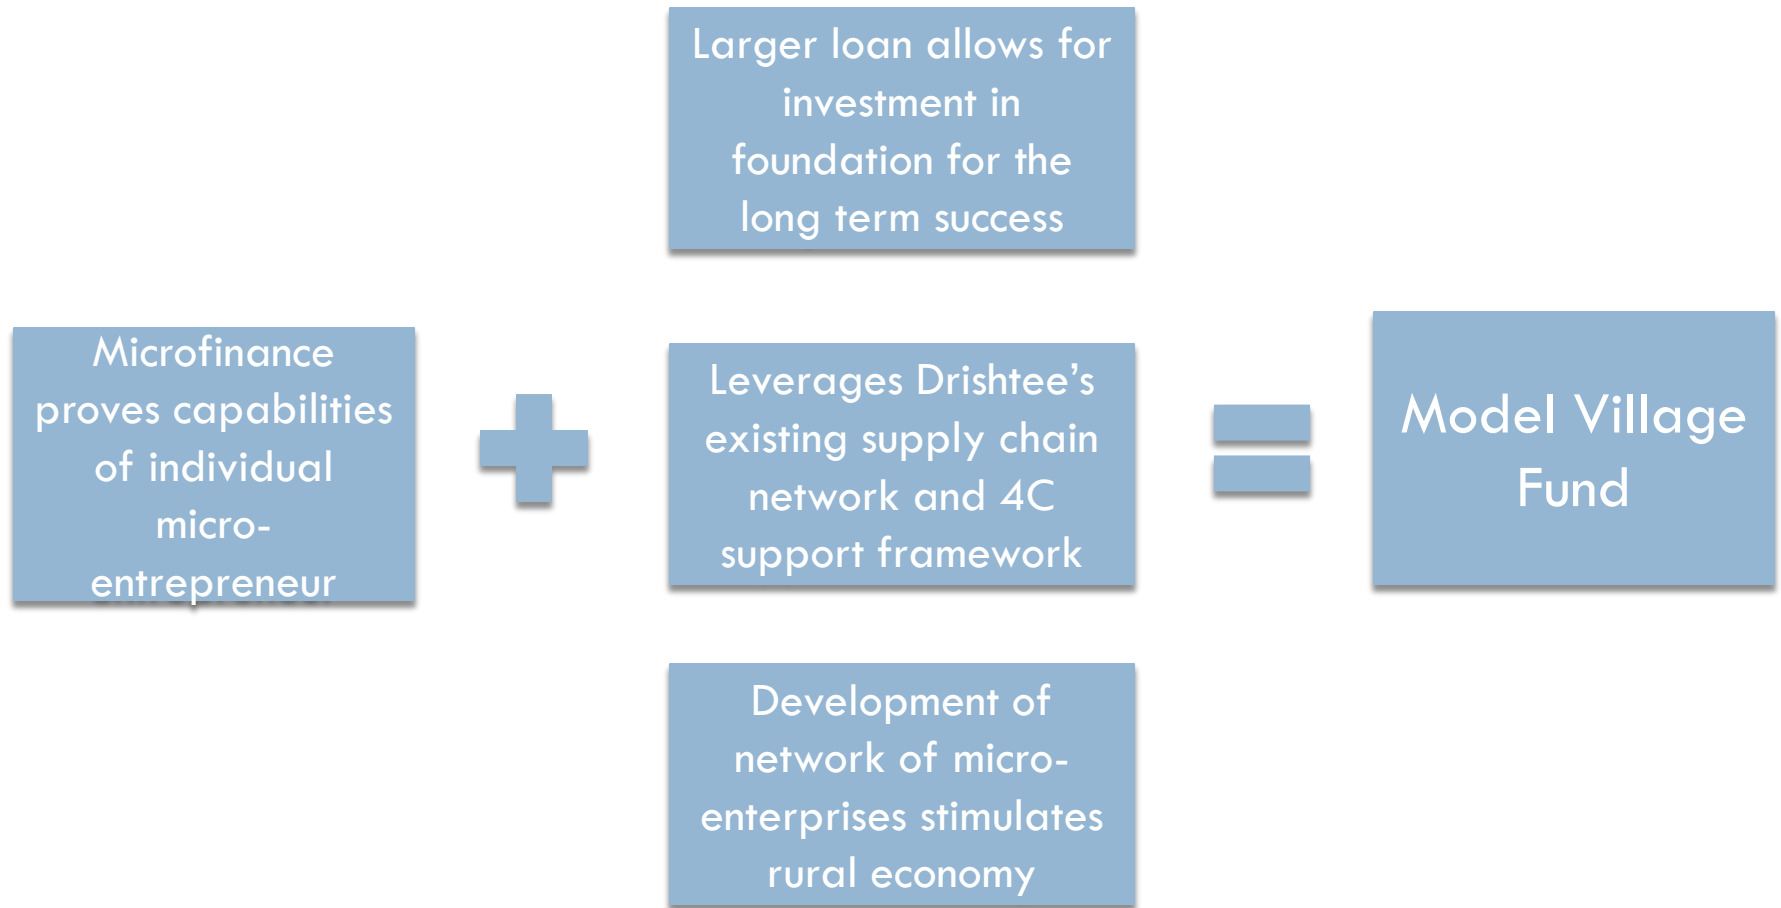 Microfinance
proves capabilities
of individual
micro-
entrepreneur
Larger loan allows for
investment in
foundation for the
long term success
Leverages Drishtee’s
existing supply chain
network and 4C
support framework
Development of
network of micro-
enterprises stimulates
rural economy
Model Village
Fund